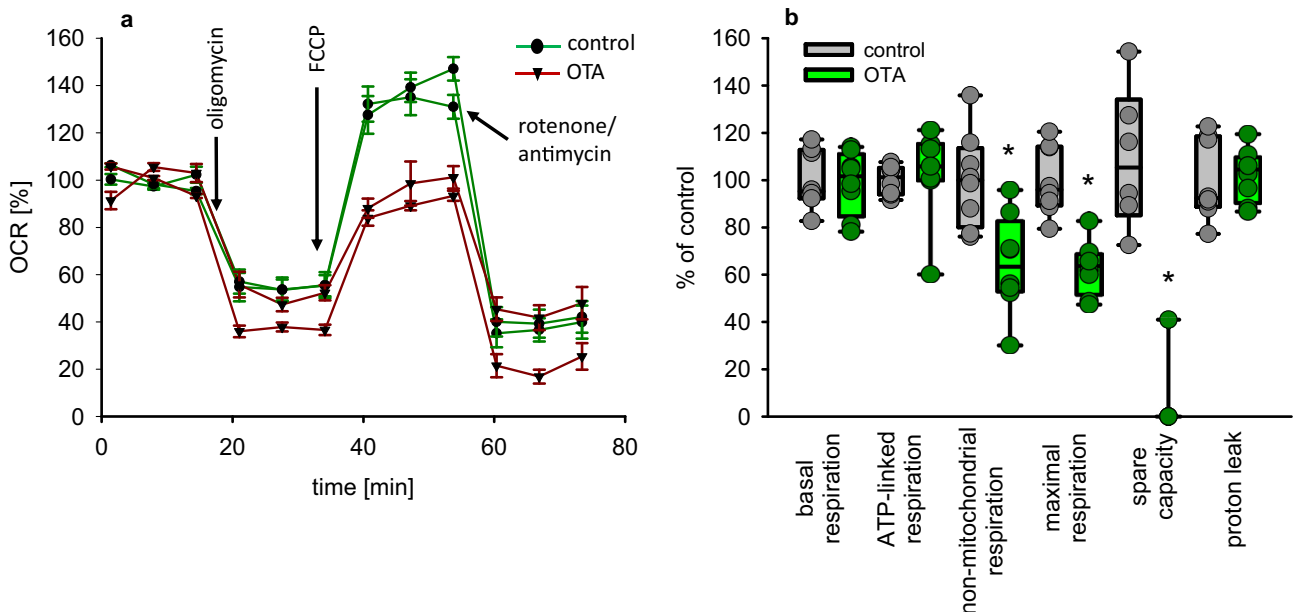 a
160
140
120
100
80
60
40
20
0
OCR [%]
0
20
40
60
80
time [min]
oligomycin
FCCP
control
OTA
rotenone/
antimycin
b
160
140
120
100
80
60
40
20
0
% of control
control
OTA
*
*
*
basal
respiration
ATP-linked
respiration
non-mitochondrial
respiration
maximal
respiration
spare
capacity
proton leak